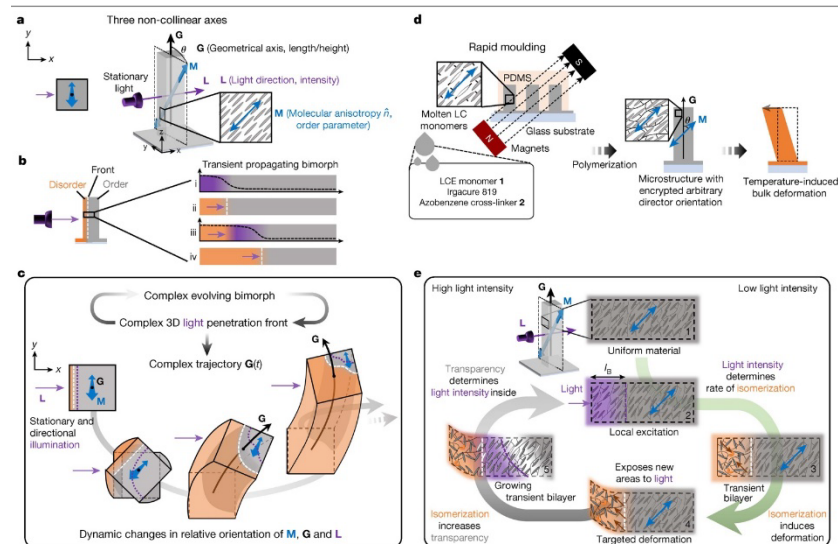 a
Three non-collinear axes
y
x
G
θ
M
G (Geometrical axis, length/height)
Stationary
light
L
L (Light direction, intensity)
M (Molecular anisotropy n̂,
order parameter)
z
y
x
b
Front
Disorder
Order
Transient propagating bimorph
i
ii
iii
iv
c
Complex evolving bimorph
Complex 3D light penetration front
Complex trajectory G(t)
y
x
L
G
M
Stationary and
directional
illumination
G
G
Dynamic changes in relative orientation of M, G and L
d
Rapid moulding
S
PDMS
Molten LC
monomers
Glass substrate
N
Magnets
LCE monomer 1
Irgacure 819
Azobenzene cross-linker 2
Polymerization
G
θ
M
Microstructure with
encrypted arbitrary
director orientation
Temperature-induced
bulk deformation
e
High light intensity
Low light intensity
G
M
L
1
Uniform material
Transparency
determines
light intensity inside
Light
lB
2
Local excitation
Light intensity
determines
rate of isomerization
3
Transient
bilayer
Isomerization
induces
deformation
Exposes new
areas to light
4
Targeted deformation
5
Growing
transient bilayer
Isomerization
increases
transparency